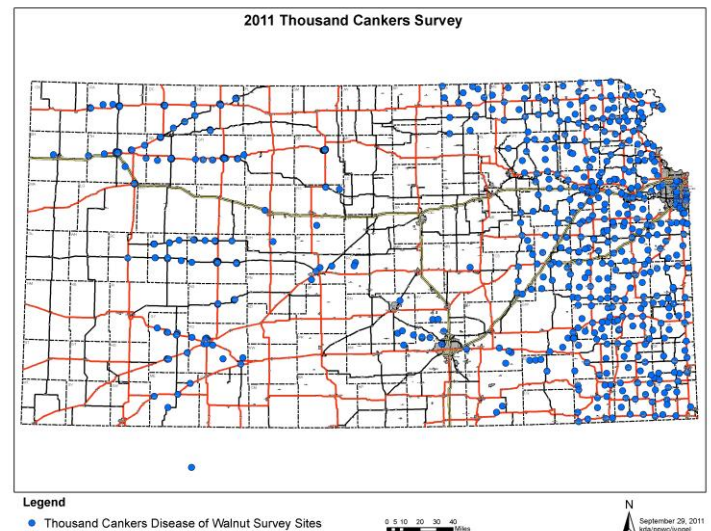 2011 Thousand Cankers Survey
Legend
Thousand Cankers Disease of Walnut Survey Sites
0 5 10 20 30 40
Miles
N
September 29, 2011